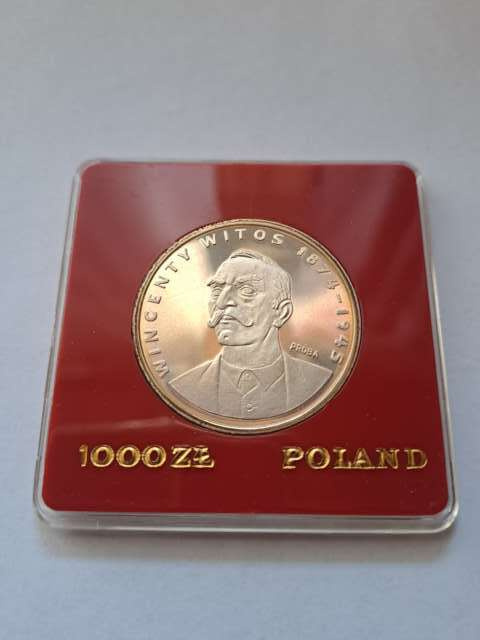 WINCENTY WITOS 1874-1945
PRÓBA
1000 ZŁ POLAND